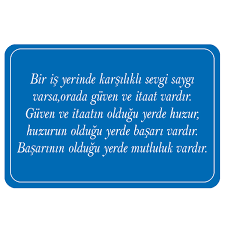 Bir iş yerinde karşılıklı sevgi saygı
varsa,orada güven ve itaat vardır.
Güven ve itaatın olduğu yerde huzur,
huzurun olduğu yerde başarı vardır.
Başarının olduğu yerde mutluluk vardır.